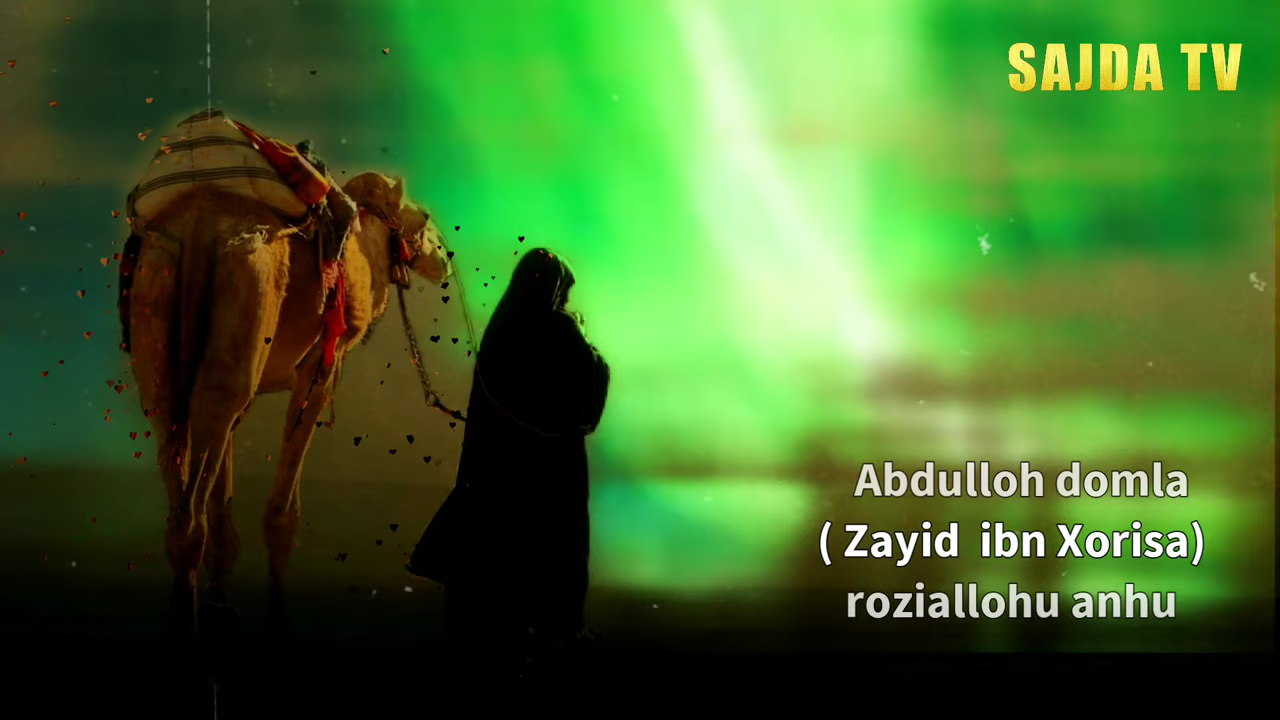 SAJDA TV
Abdulloh domla
( Zayid ibn Xorisa)
roziallohu anhu